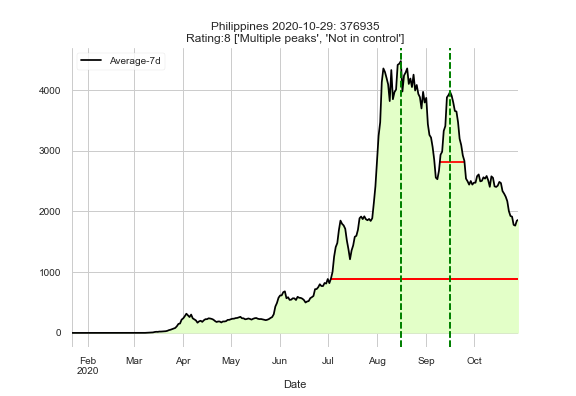 Philippines 2020-10-29: 376935
Rating:8 ['Multiple peaks', 'Not in control']
Average-7d
4000
3000
2000
1000
0
Feb Mar Apr May Jun Jul Aug Sep Oct
2020
Date